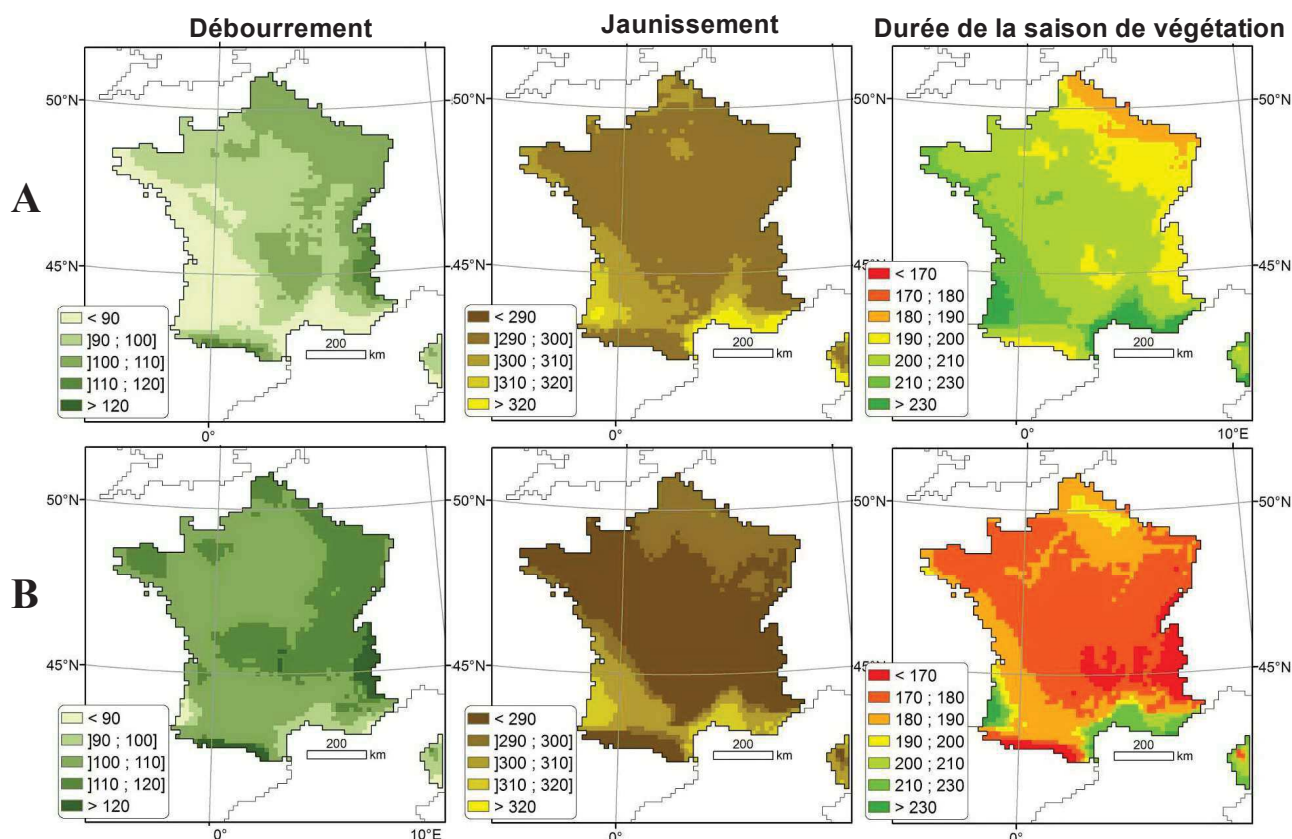 A
Débourrement
Jaunissement
Durée de la saison de végétation
50°N
45°N
< 90
]90 ; 100]
]100 ; 110]
]110 ; 120]
> 120
200
km
0°
50°N
45°N
< 290
]290 ; 300]
]300 ; 310]
]310 ; 320]
> 320
200
km
0°
50°N
45°N
< 170
170 ; 180
180 ; 190
190 ; 200
200 ; 210
210 ; 230
> 230
200
km
0°
10°E
B
50°N
45°N
< 90
]90 ; 100]
]100 ; 110]
]110 ; 120]
> 120
200
km
0°
10°E
50°N
45°N
< 290
]290 ; 300]
]300 ; 310]
]310 ; 320]
> 320
200
km
0°
50°N
45°N
< 170
170 ; 180
180 ; 190
190 ; 200
200 ; 210
210 ; 230
> 230
200
km
0°